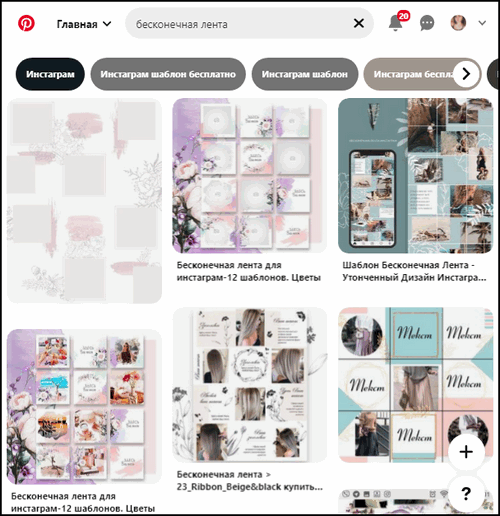 Главная
бесконечная лента
20
Инстаграм
Инстаграм шаблон бесплатно
Инстаграм шаблон
Инстаграм беспла
Бесконечная лента для
инстаграм-12 шаблонов. Цветы
Шаблон Бесконечная Лента -
Утонченный Дизайн Инстагра...
Текст
Текст
Текст
Текст
Бесконечная лента >
23_Ribbon_Beige&black купить...
Бесконечная лента для
инстаграм-12 шаблонов. Цветы
+
?